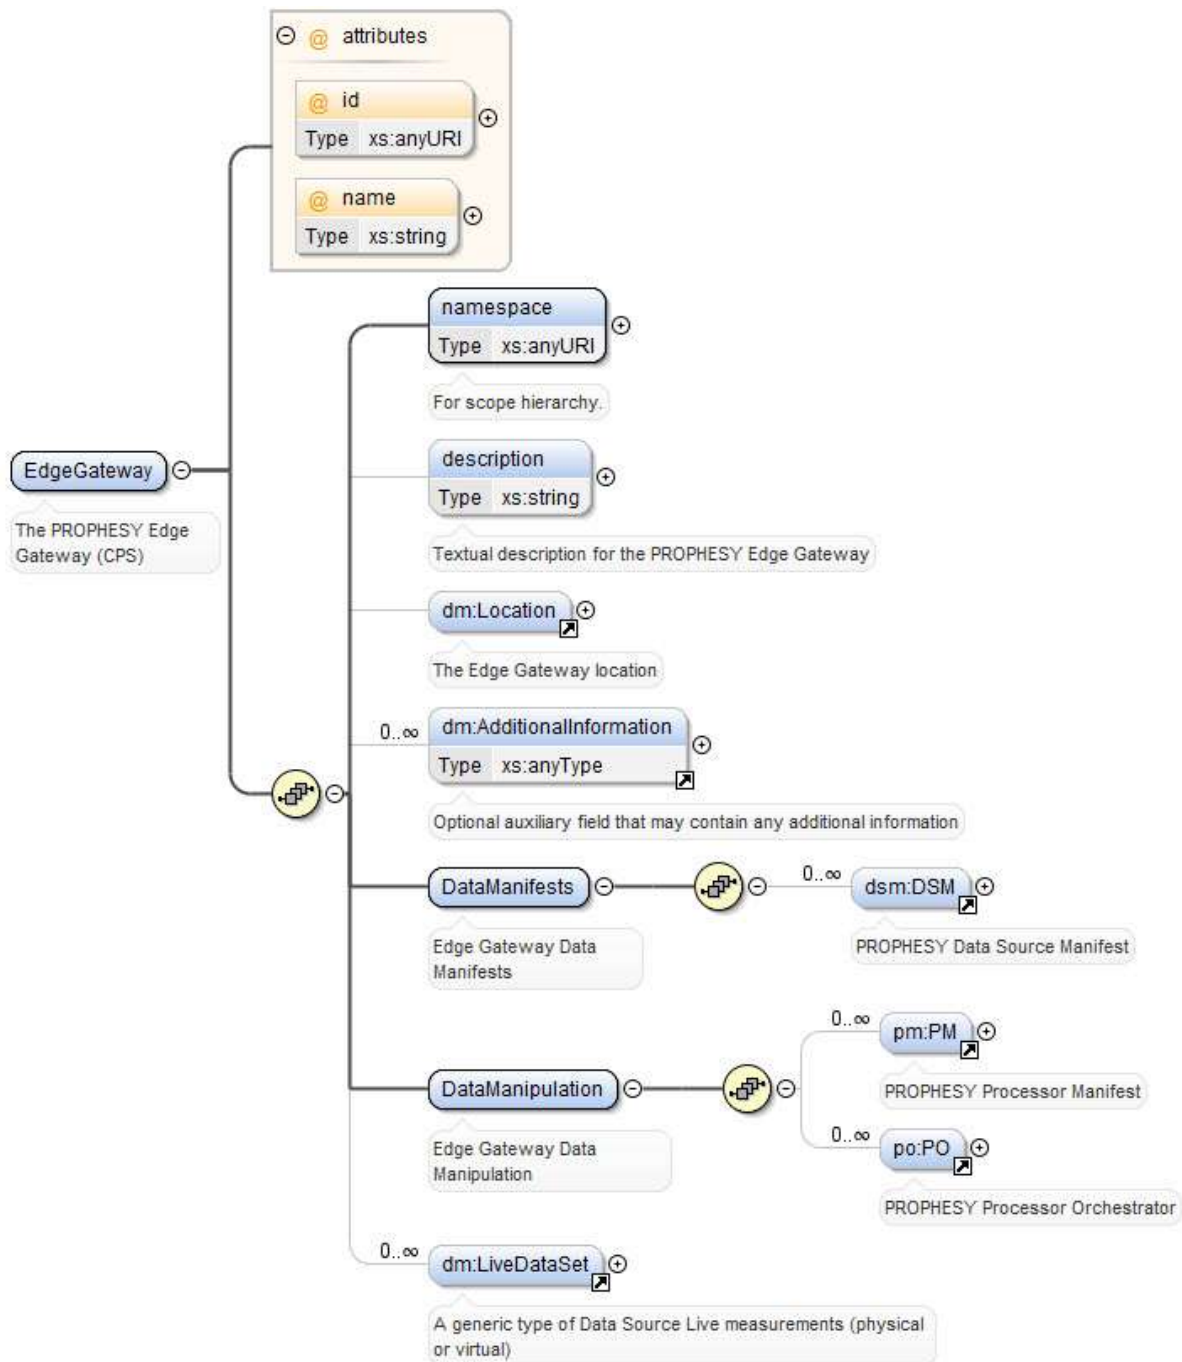 @ attributes
@ id
Type xs:anyURI
@ name
Type xs:string
namespace
Type xs:anyURI
For scope hierarchy.
description
Type xs:string
EdgeGateway
The PROPHESY Edge
Gateway (CPS)
Textual description for the PROPHESY Edge Gateway
dm:Location
The Edge Gateway location
0..∞
dm:AdditionalInformation
Type xs:anyType
Optional auxiliary field that may contain any additional information
DataManifests
0..∞
dsm:DSM
Edge Gateway Data
Manifests
PROPHESY Data Source Manifest
0..∞
pm:PM
PROPHESY Processor Manifest
DataManipulation
Edge Gateway Data
Manipulation
0..∞
po:PO
PROPHESY Processor Orchestrator
0..∞
dm:LiveDataSet
A generic type of Data Source Live measurements (physical
or virtual)